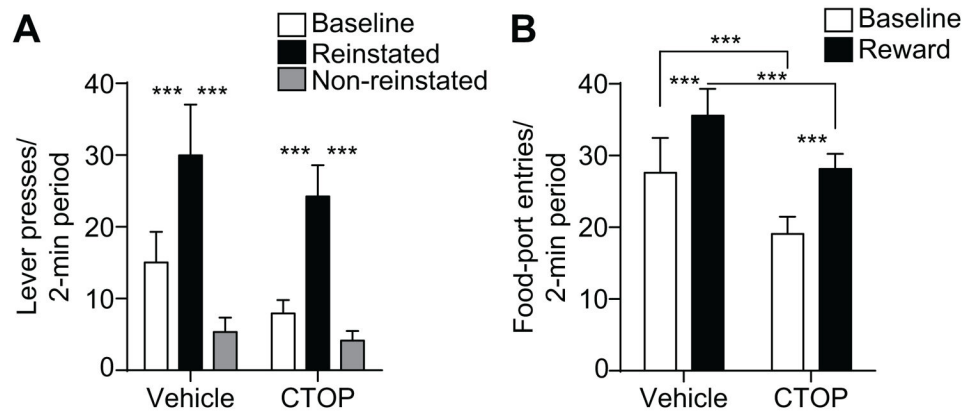 A
Baseline
Reinstated
Non-reinstated
Lever presses/
2-min period
40
30
20
10
0
*** ***
*** ***
Vehicle
CTOP
B
Baseline
Reward
Food-port entries/
2-min period
40
30
20
10
0
***
***
***
***
Vehicle
CTOP